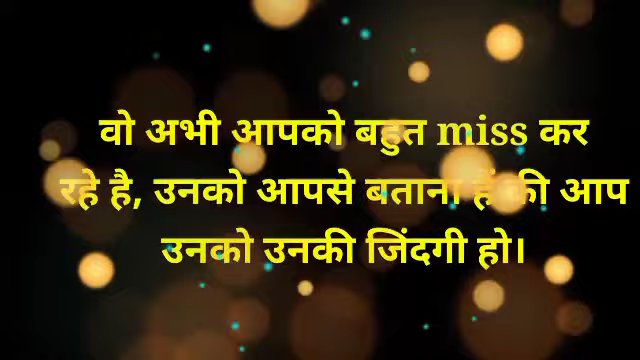 वो अभी आपको बहुत miss कर
रहे है, उनको आपसे बताना है की आप
उनको उनकी जिंदगी हो।